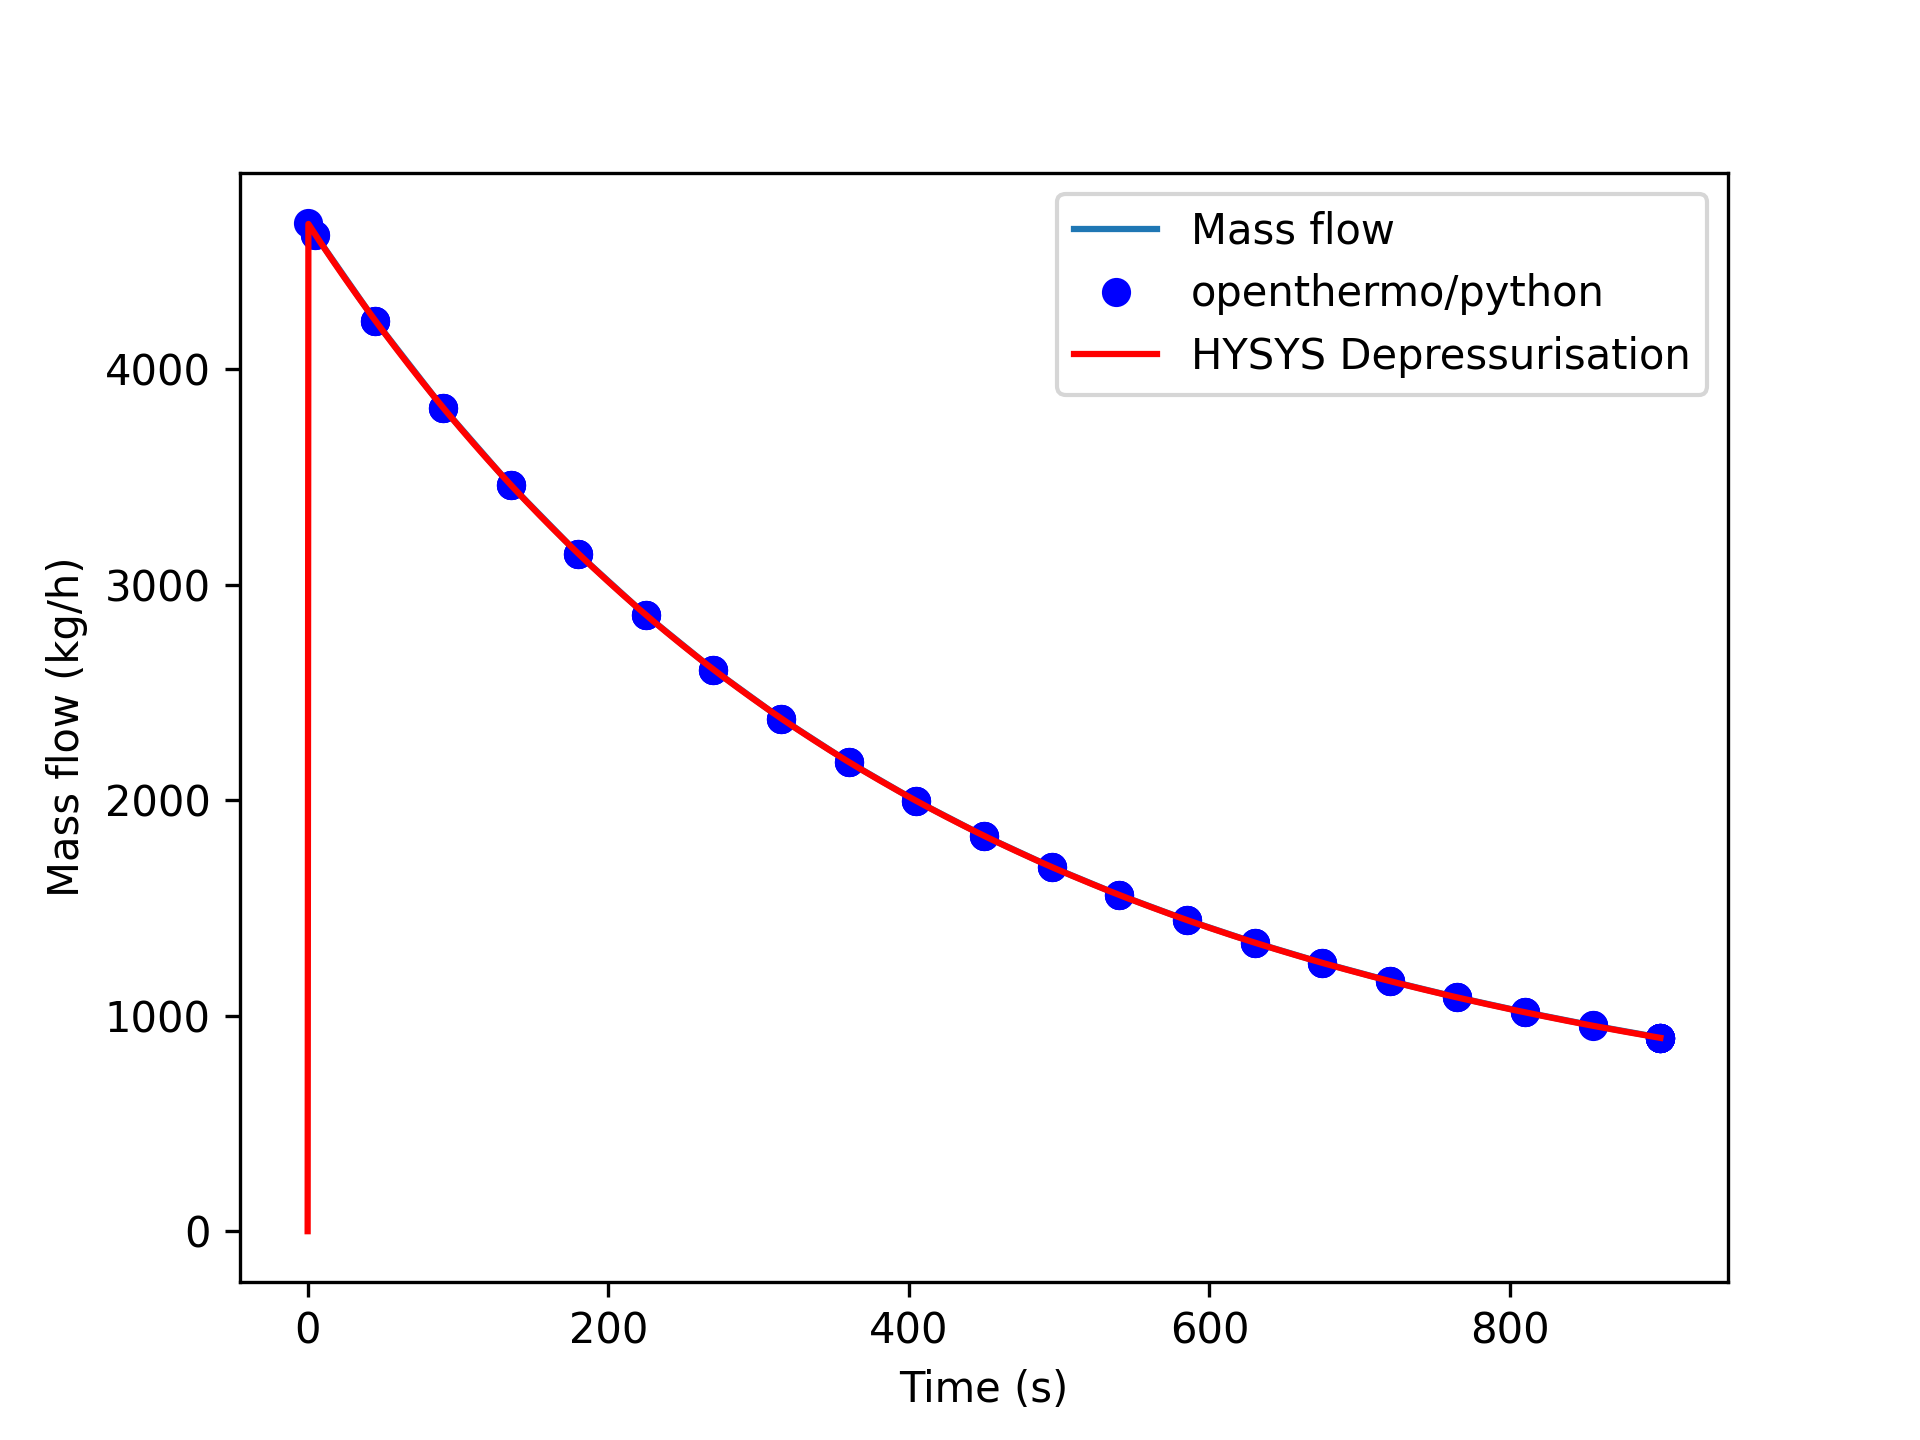 Mass flow
openthermo/python
HYSYS Depressurisation
4000
3000
2000
1000
0
Mass flow (kg/h)
0 200 400 600 800
Time (s)